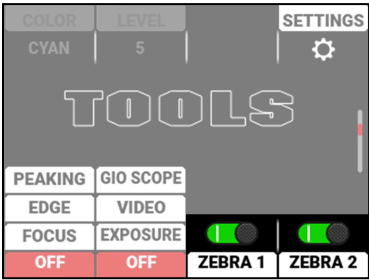 COLOR LEVEL SETTINGS
CYAN 5
TOOLS
PEAKING GIO SCOPE
EDGE VIDEO
FOCUS EXPOSURE
OFF OFF ZEBRA 1 ZEBRA 2